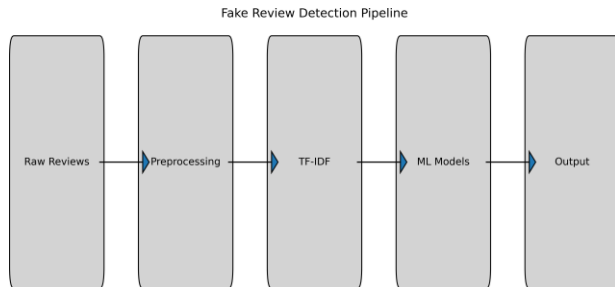 Fake Review Detection Pipeline
Raw Reviews
Preprocessing
TF-IDF
ML Models
Output